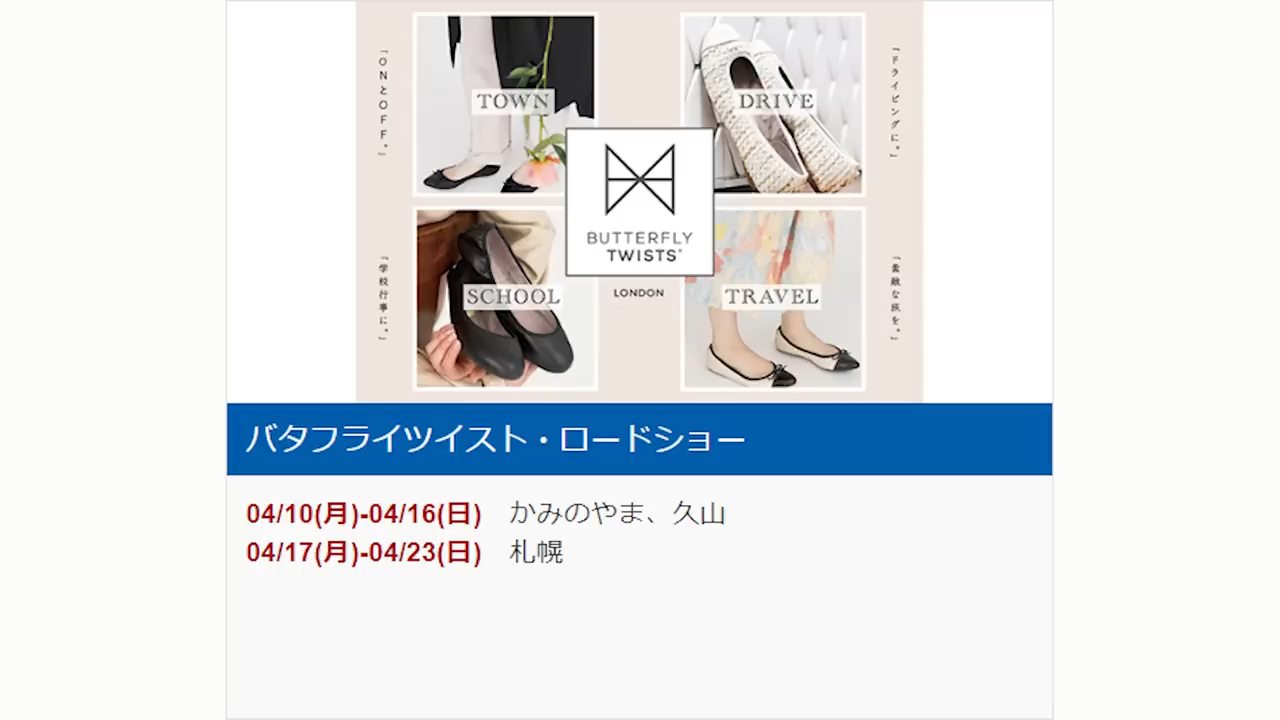 「ONとOFF。」
TOWN
DRIVE
「ドライビングに。」
BUTTERFLY
TWISTS®
LONDON
「学校行事に。」
SCHOOL
TRAVEL
「素敵な旅を。」
バタフライツイスト・ロードショー
04/10(月)-04/16(日) かみのやま、久山
04/17(月)-04/23(日) 札幌